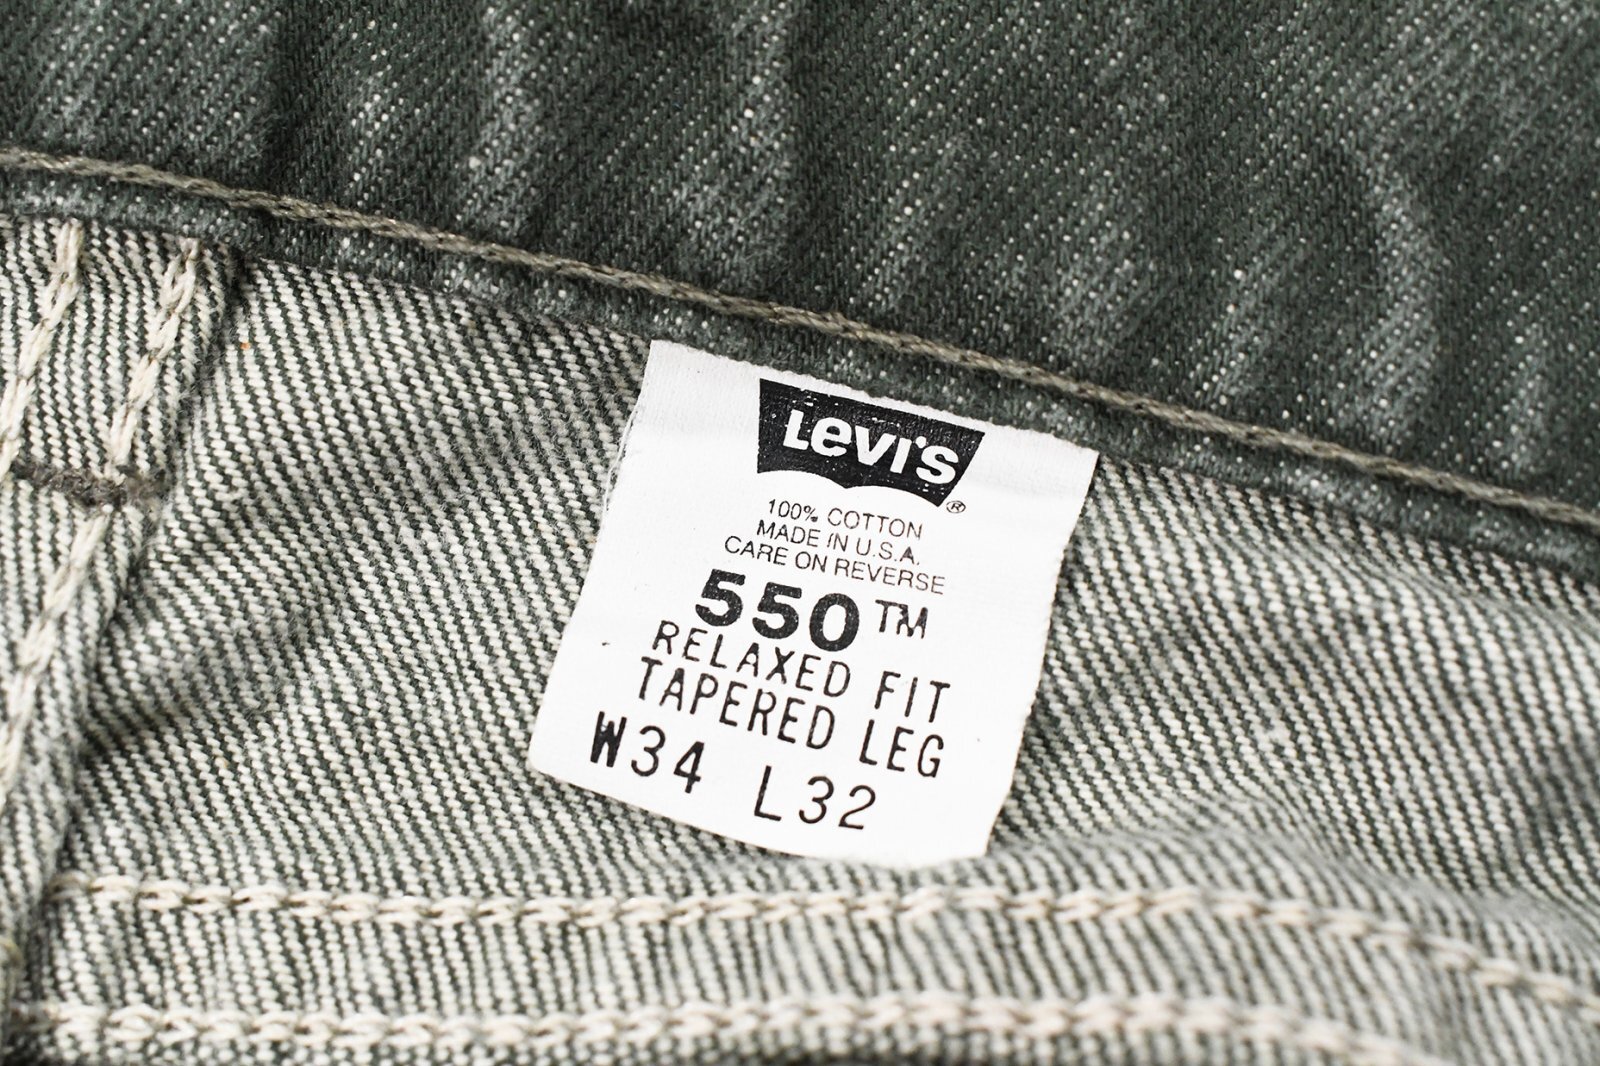 Levi's ®
100% COTTON
MADE IN U.S.A.
CARE ON REVERSE
550™
RELAXED FIT
TAPERED LEG
W34 L32